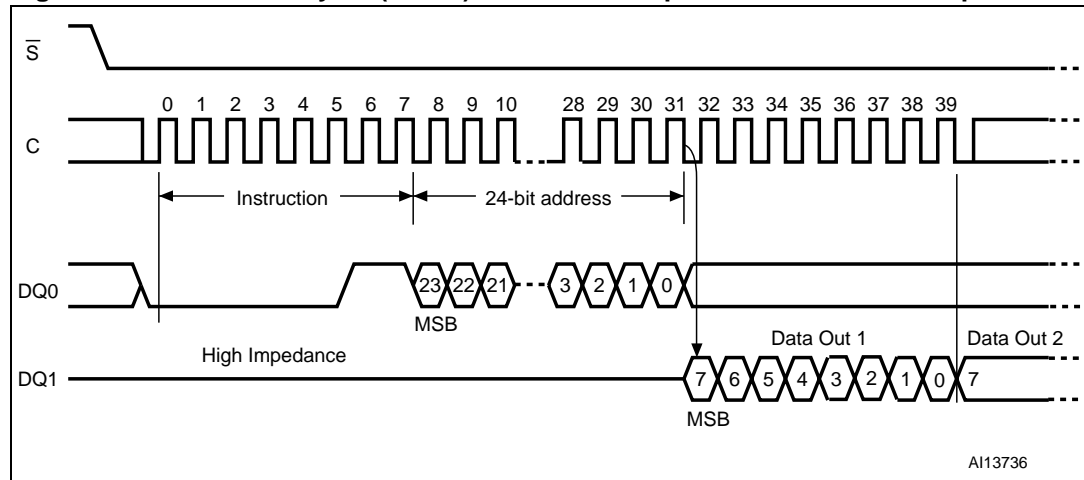 S
0 1 2 3 4 5 6 7 8 9 10 28 29 30 31 32 33 34 35 36 37 38 39
C
Instruction 24-bit address
DQ0 23 22 21 3 2 1 0
MSB
High Impedance Data Out 1 Data Out 2
DQ1 7 6 5 4 3 2 1 0 7
MSB
AI13736